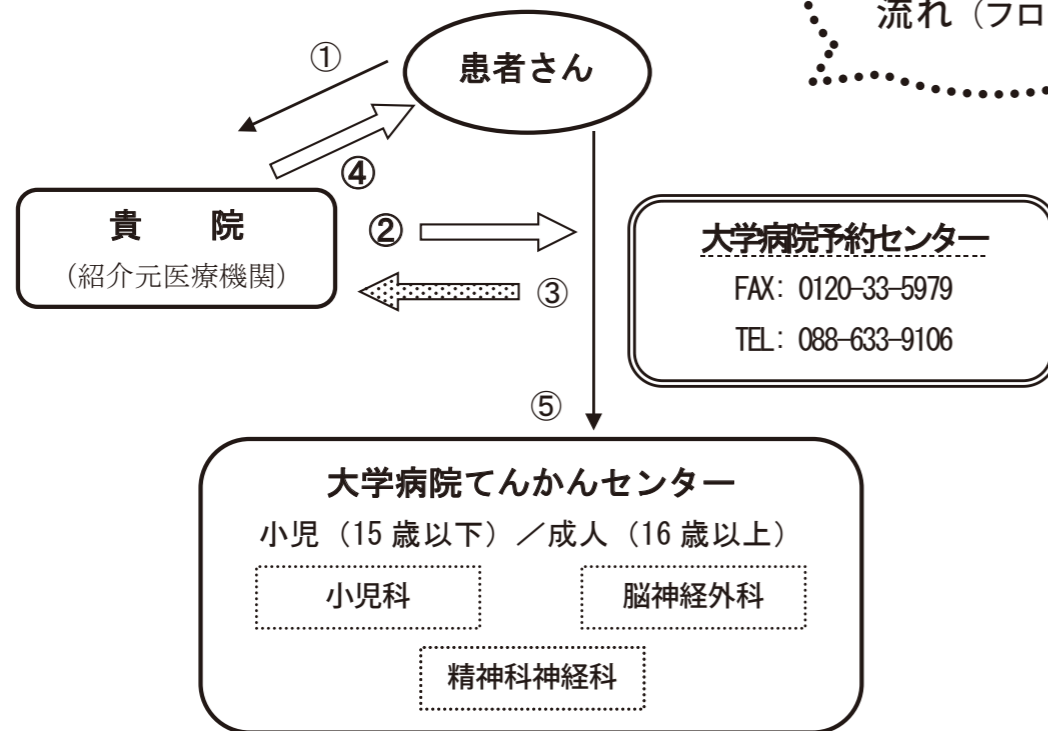 流れ（フロ
①
患者さん
④
貴　　院
（紹介元医療機関）
②
③
大学病院予約センター
FAX: 0120-33-5979
TEL: 088-633-9106
⑤
大学病院てんかんセンター
小児（15 歳以下）／成人（16 歳以上）
小児科
脳神経外科
精神科神経科